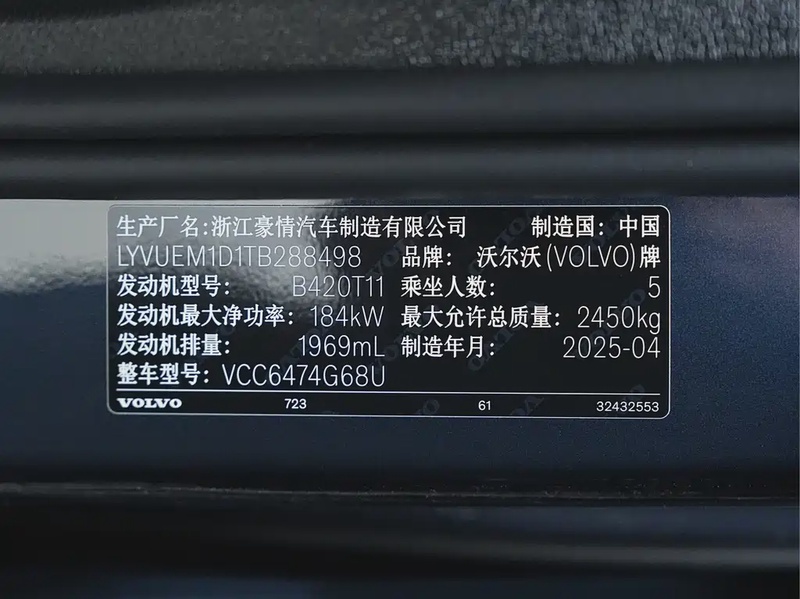 生产厂名:浙江豪情汽车制造有限公司 制造国: 中国
LYVUEM1D1TB288498 品牌: 沃尔沃(VOLVO)牌
发动机型号: B420T11 乘坐人数: 5
发动机最大净功率: 184kW 最大允许总质量: 2450kg
发动机排量: 1969mL 制造年月: 2025-04
整车型号: VCC6474G68U
VOLVO 723 61 32432553